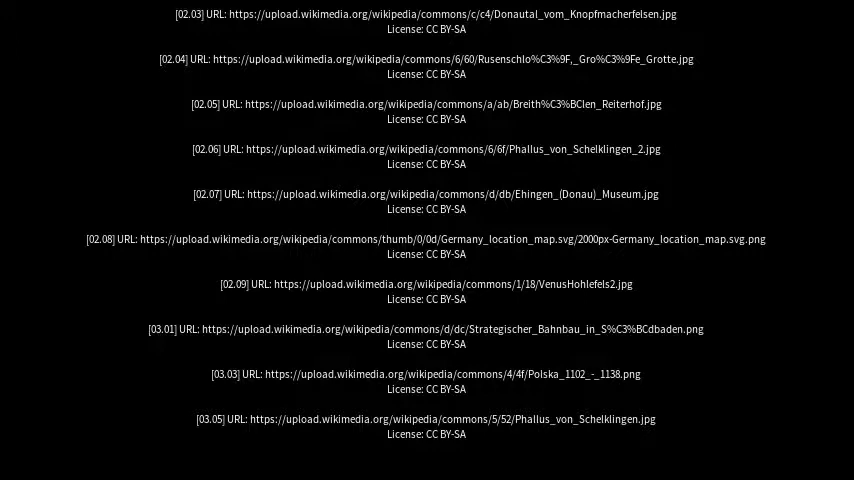 [02.03] URL: https://upload.wikimedia.org/wikipedia/commons/c/c4/Donautal_vom_Knopfmacherfelsen.jpg
License: CC BY-SA
[02.04] URL: https://upload.wikimedia.org/wikipedia/commons/6/60/Rusenschlo%C3%9F,_Gro%C3%9Fe_Grotte.jpg
License: CC BY-SA
[02.05] URL: https://upload.wikimedia.org/wikipedia/commons/a/ab/Breith%C3%BClen_Reiterhof.jpg
License: CC BY-SA
[02.06] URL: https://upload.wikimedia.org/wikipedia/commons/6/6f/Phallus_von_Schelklingen_2.jpg
License: CC BY-SA
[02.07] URL: https://upload.wikimedia.org/wikipedia/commons/d/db/Ehingen_(Donau)_Museum.jpg
License: CC BY-SA
[02.08] URL: https://upload.wikimedia.org/wikipedia/commons/thumb/0/0d/Germany_location_map.svg/2000px-Germany_location_map.svg.png
License: CC BY-SA
[02.09] URL: https://upload.wikimedia.org/wikipedia/commons/1/18/VenusHohlefels2.jpg
License: CC BY-SA
[03.01] URL: https://upload.wikimedia.org/wikipedia/commons/d/dc/Strategischer_Bahnbau_in_S%C3%BCdbaden.png
License: CC BY-SA
[03.03] URL: https://upload.wikimedia.org/wikipedia/commons/4/4f/Polska_1102_-_1138.png
License: CC BY-SA
[03.05] URL: https://upload.wikimedia.org/wikipedia/commons/5/52/Phallus_von_Schelklingen.jpg
License: CC BY-SA